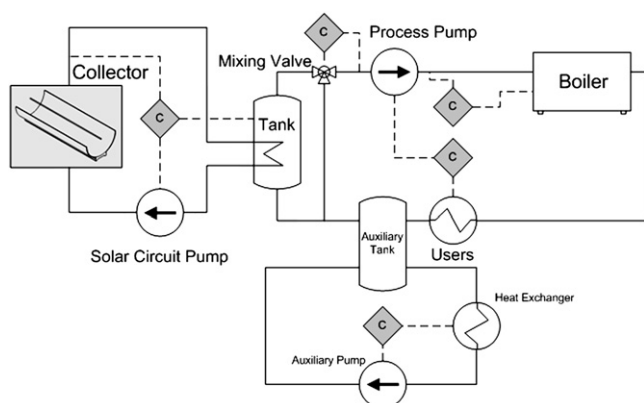 C
Process Pump
Mixing Valve
Collector
C
Tank
C
Boiler
C
Solar Circuit Pump
Auxiliary
Tank
Users
Heat Exchanger
C
Auxiliary Pump